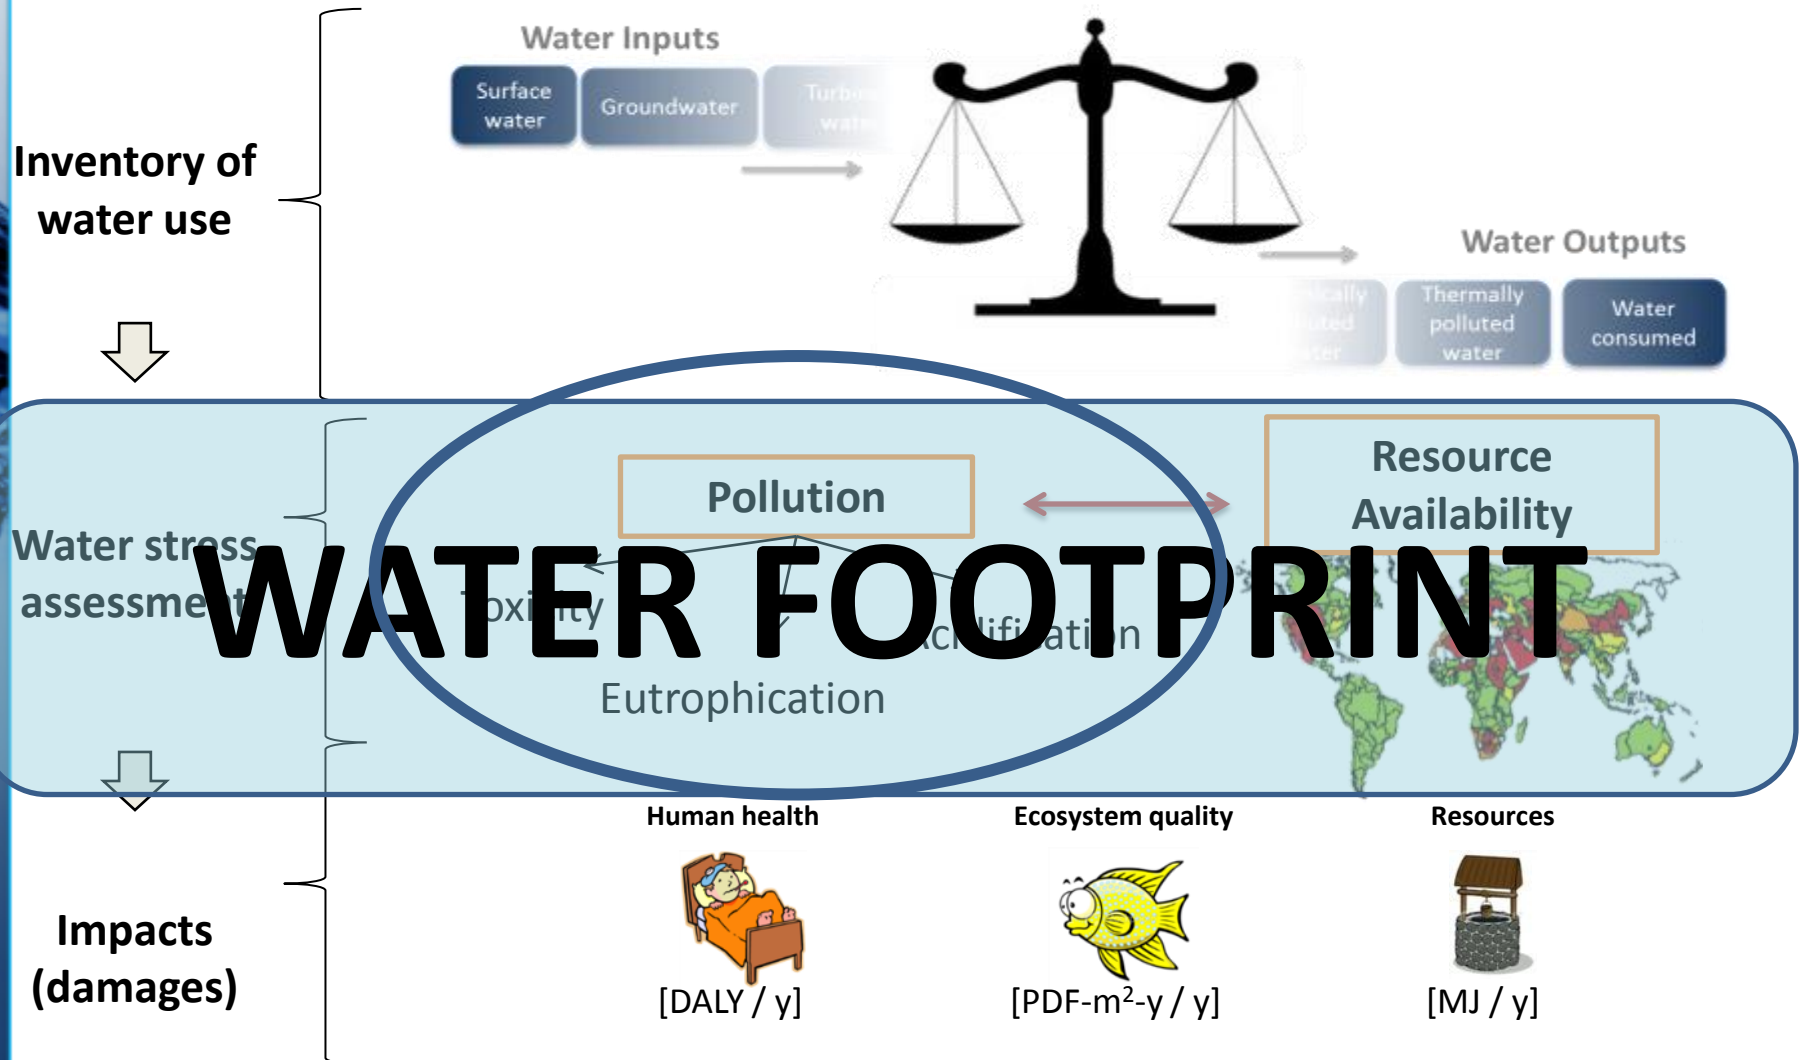 Water Inputs
Surface
water
Groundwater
Inventory of
water use
Water Outputs
Thermally
polluted
water
Water
consumed
Resource
Availability
Pollution
Water stress
assessment
WATER FOOTPRINT
Toxicity
Acidification
Eutrophication
Human health
Ecosystem quality
Resources
Impacts
(damages)
[DALY / y]
[PDF-m²-y / y]
[MJ / y]